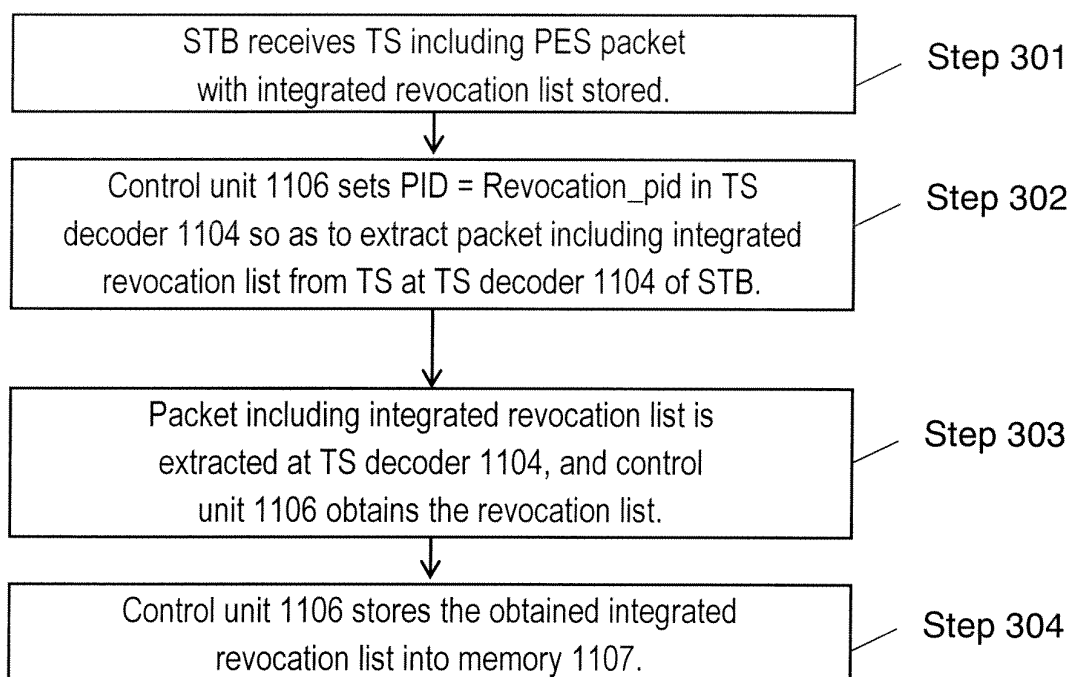 STB receives TS including PES packet
with integrated revocation list stored.
Step 301
Control unit 1106 sets PID = Revocation_pid in TS
decoder 1104 so as to extract packet including integrated
revocation list from TS at TS decoder 1104 of STB.
Step 302
Packet including integrated revocation list is
extracted at TS decoder 1104, and control
unit 1106 obtains the revocation list.
Step 303
Control unit 1106 stores the obtained integrated
revocation list into memory 1107.
Step 304